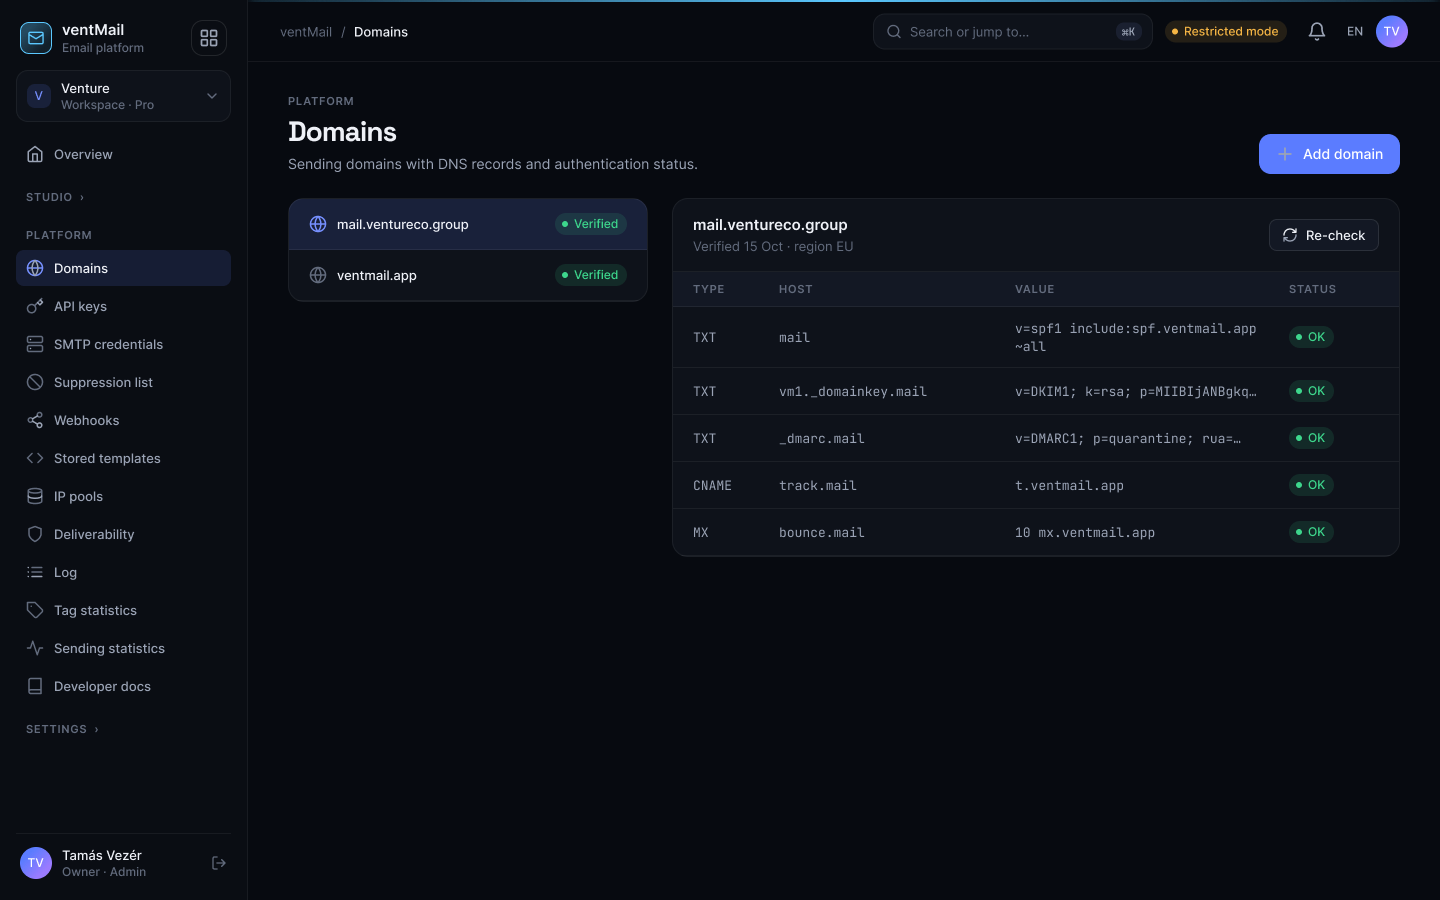 ventMail
Email platform
V
Venture
Workspace · Pro
Overview
STUDIO ›
PLATFORM
Domains
API keys
SMTP credentials
Suppression list
Webhooks
Stored templates
IP pools
Deliverability
Log
Tag statistics
Sending statistics
Developer docs
SETTINGS ›
TV
Tamás Vezér
Owner · Admin
ventMail / Domains
Search or jump to...
⌘K
Restricted mode
EN
TV
PLATFORM
Domains
Sending domains with DNS records and authentication status.
Add domain
mail.ventureco.group Verified
ventmail.app Verified
mail.ventureco.group
Verified 15 Oct · region EU
Re-check
TYPE HOST VALUE STATUS
TXT mail v=spf1 include:spf.ventmail.app
~all OK
TXT vm1._domainkey.mail v=DKIM1; k=rsa; p=MIIBIjANBgkq… OK
TXT _dmarc.mail v=DMARC1; p=quarantine; rua=… OK
CNAME track.mail t.ventmail.app OK
MX bounce.mail 10 mx.ventmail.app OK